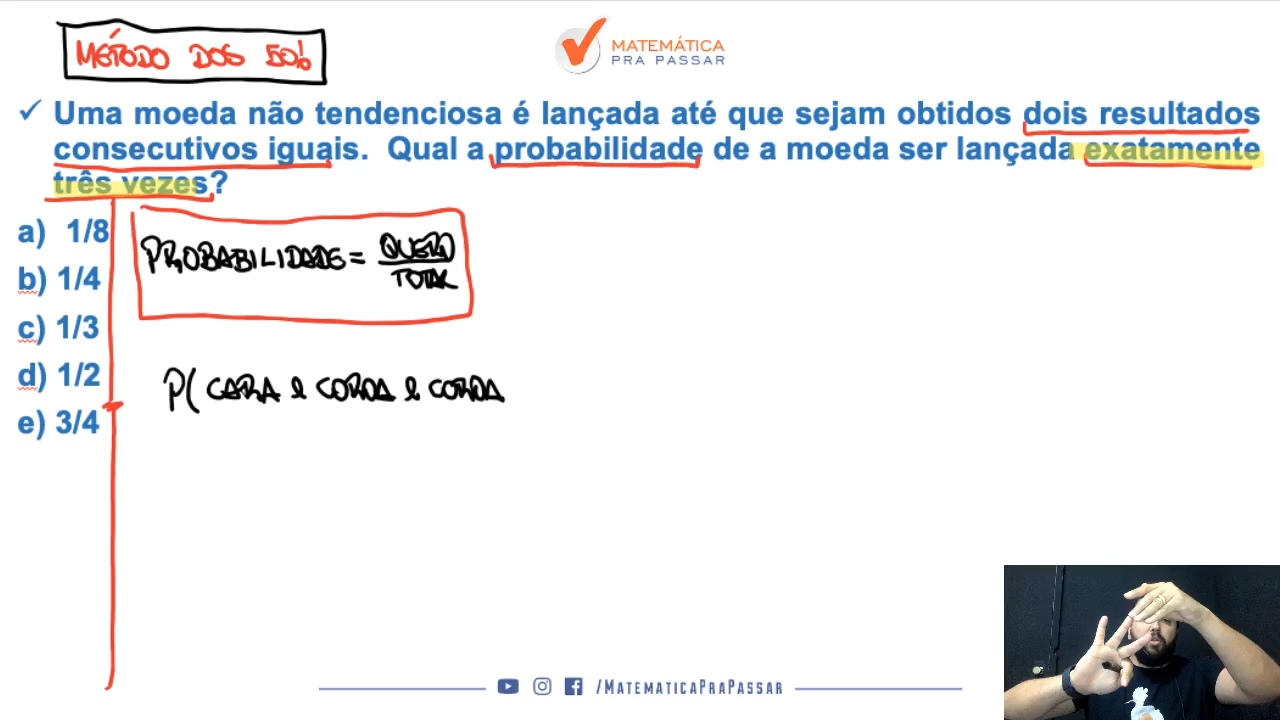 MÉTODO DOS 50!
MATEMÁTICA
PRA PASSAR
✓ Uma moeda não tendenciosa é lançada até que sejam obtidos dois resultados
consecutivos iguais. Qual a probabilidade de a moeda ser lançada exatamente
três vezes?
a) 1/8
PROBABILIDADE = QUERO
TOTAL
b) 1/4
c) 1/3
d) 1/2
P( CARA e COROA e COROA
e) 3/4
/MATEMATICAPRAPASSAR